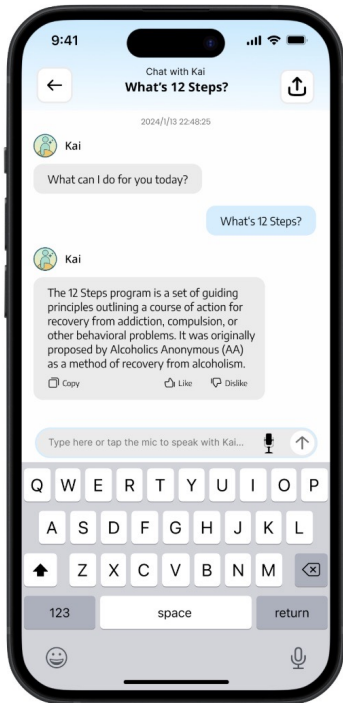 9:41
Chat with Kai
What's 12 Steps?
2024/1/13 22:48:25
Kai
What can I do for you today?
What's 12 Steps?
Kai
The 12 Steps program is a set of guiding
principles outlining a course of action for
recovery from addiction, compulsion, or
other behavioral problems. It was originally
proposed by Alcoholics Anonymous (AA)
as a method of recovery from alcoholism.
Copy Like Dislike
Type here or tap the mic to speak with Kai...
Q W E R T Y U I O P
A S D F G H J K L
Z X C V B N M
123 space return